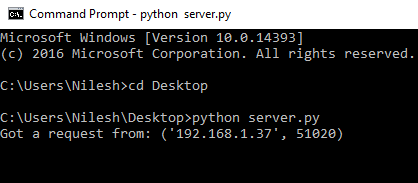 Command Prompt - python  server.py
Microsoft Windows [Version 10.0.14393]
(c) 2016 Microsoft Corporation. All rights reserved.
C:\Users\Nilesh>cd Desktop
C:\Users\Nilesh\Desktop>python server.py
Got a request from: ('192.168.1.37', 51020)